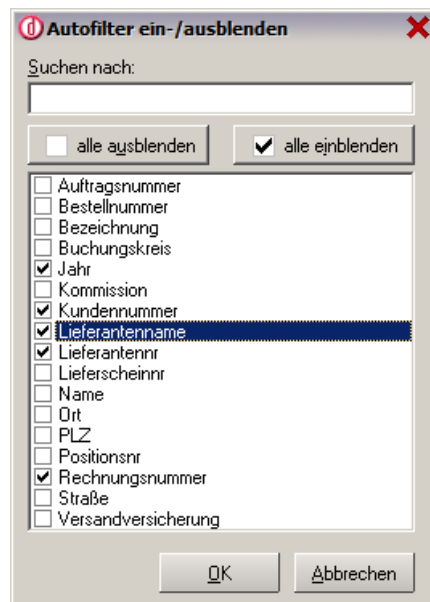 Autofilter ein-/ausblenden
Suchen nach:
alle ausblenden
alle einblenden
Auftragsnummer
Bestellnummer
Bezeichnung
Buchungskreis
Jahr
Kommission
Kundennummer
Lieferantenname
Lieferantennr
Lieferscheinnr
Name
Ort
PLZ
Positionsnr
Rechnungsnummer
Straße
Versandversicherung
OK
Abbrechen